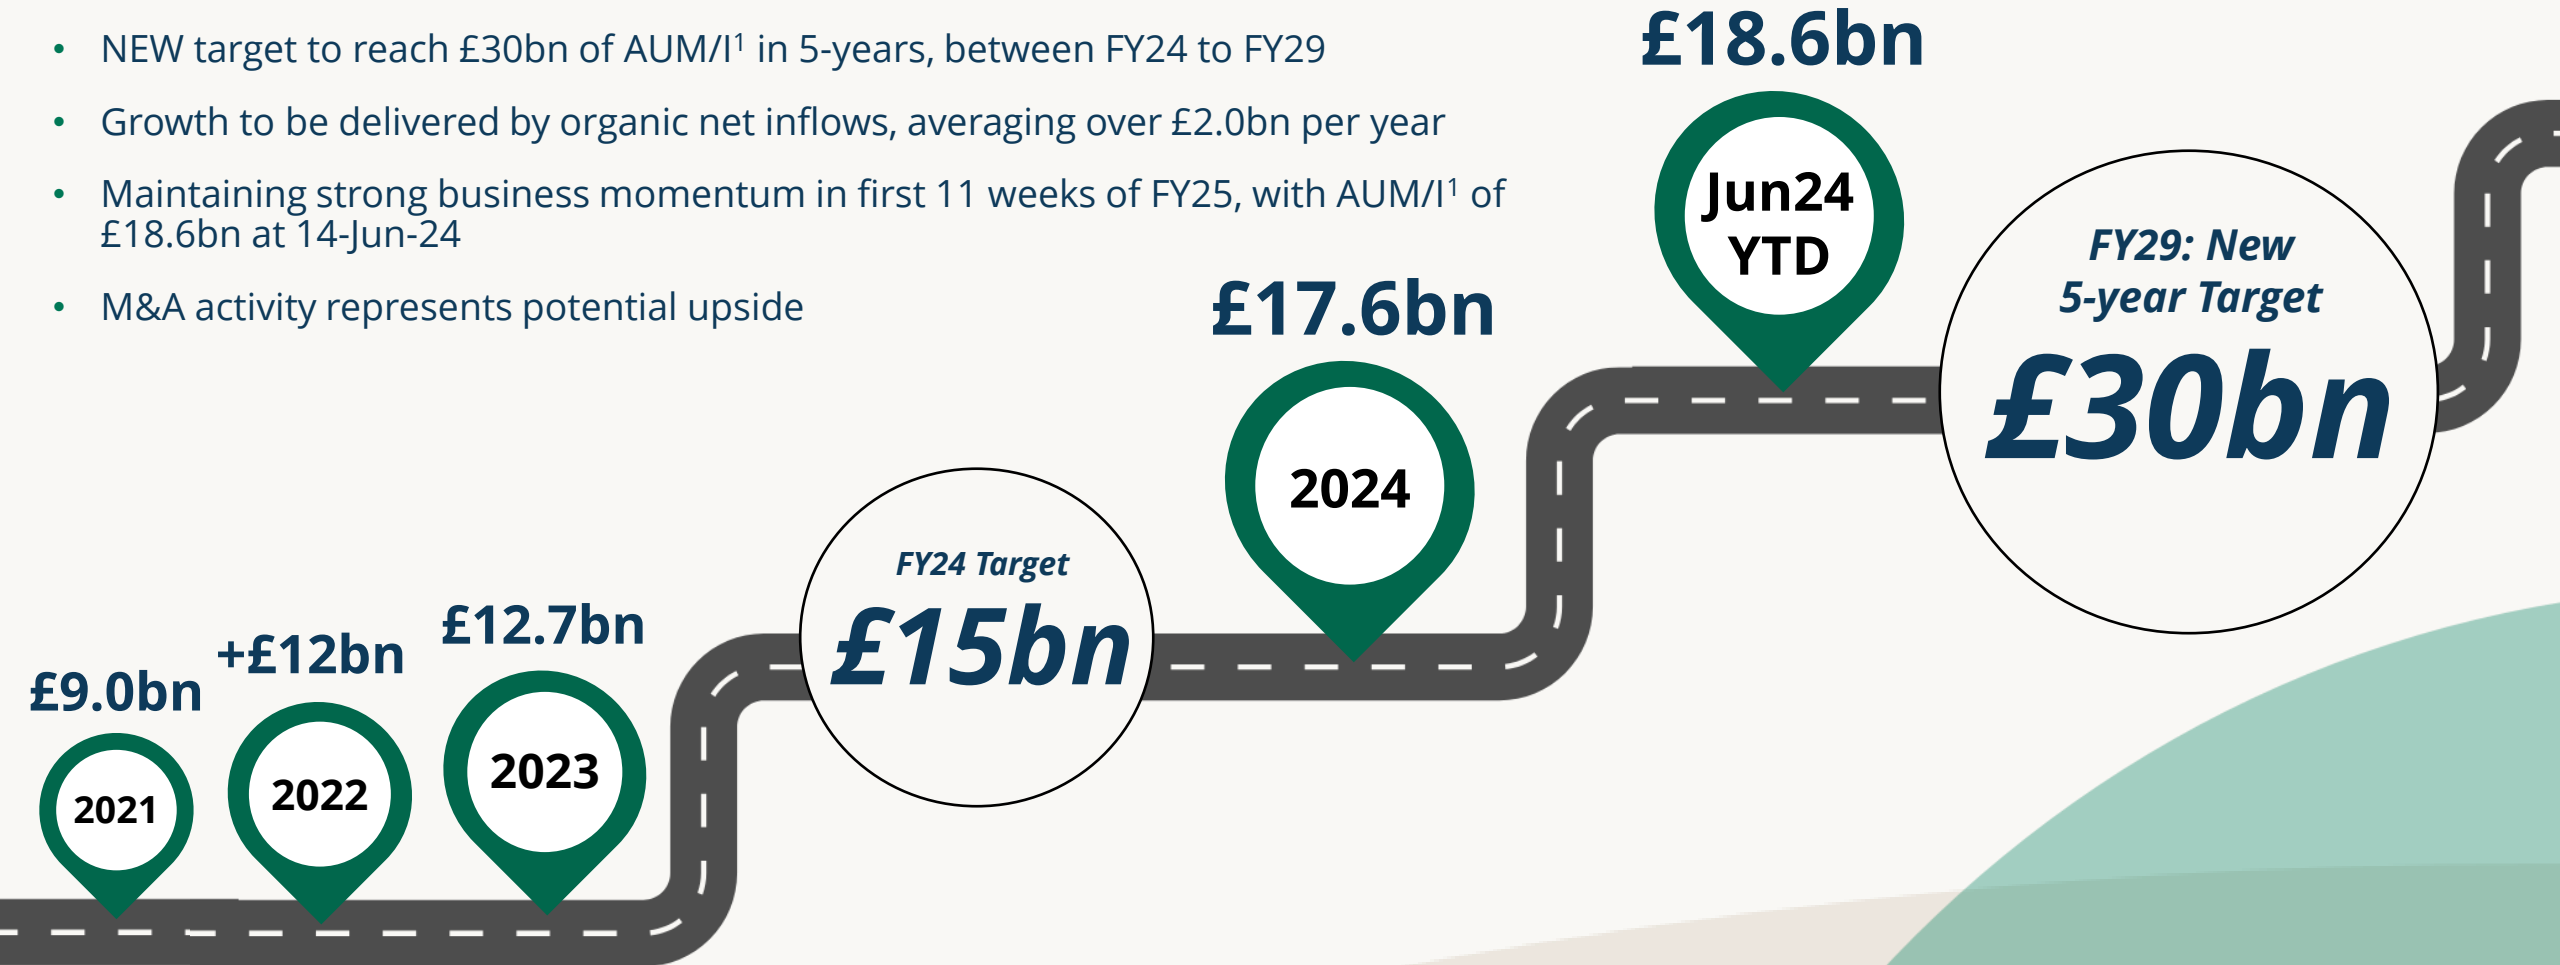 • NEW target to reach £30bn of AUM/I¹ in 5-years, between FY24 to FY29
• Growth to be delivered by organic net inflows, averaging over £2.0bn per year
• Maintaining strong business momentum in first 11 weeks of FY25, with AUM/I¹ of
£18.6bn at 14-Jun-24
• M&A activity represents potential upside
£9.0bn
2021
+£12bn
2022
£12.7bn
2023
FY24 Target
£15bn
£17.6bn
2024
£18.6bn
Jun24
YTD
FY29: New
5-year Target
£30bn